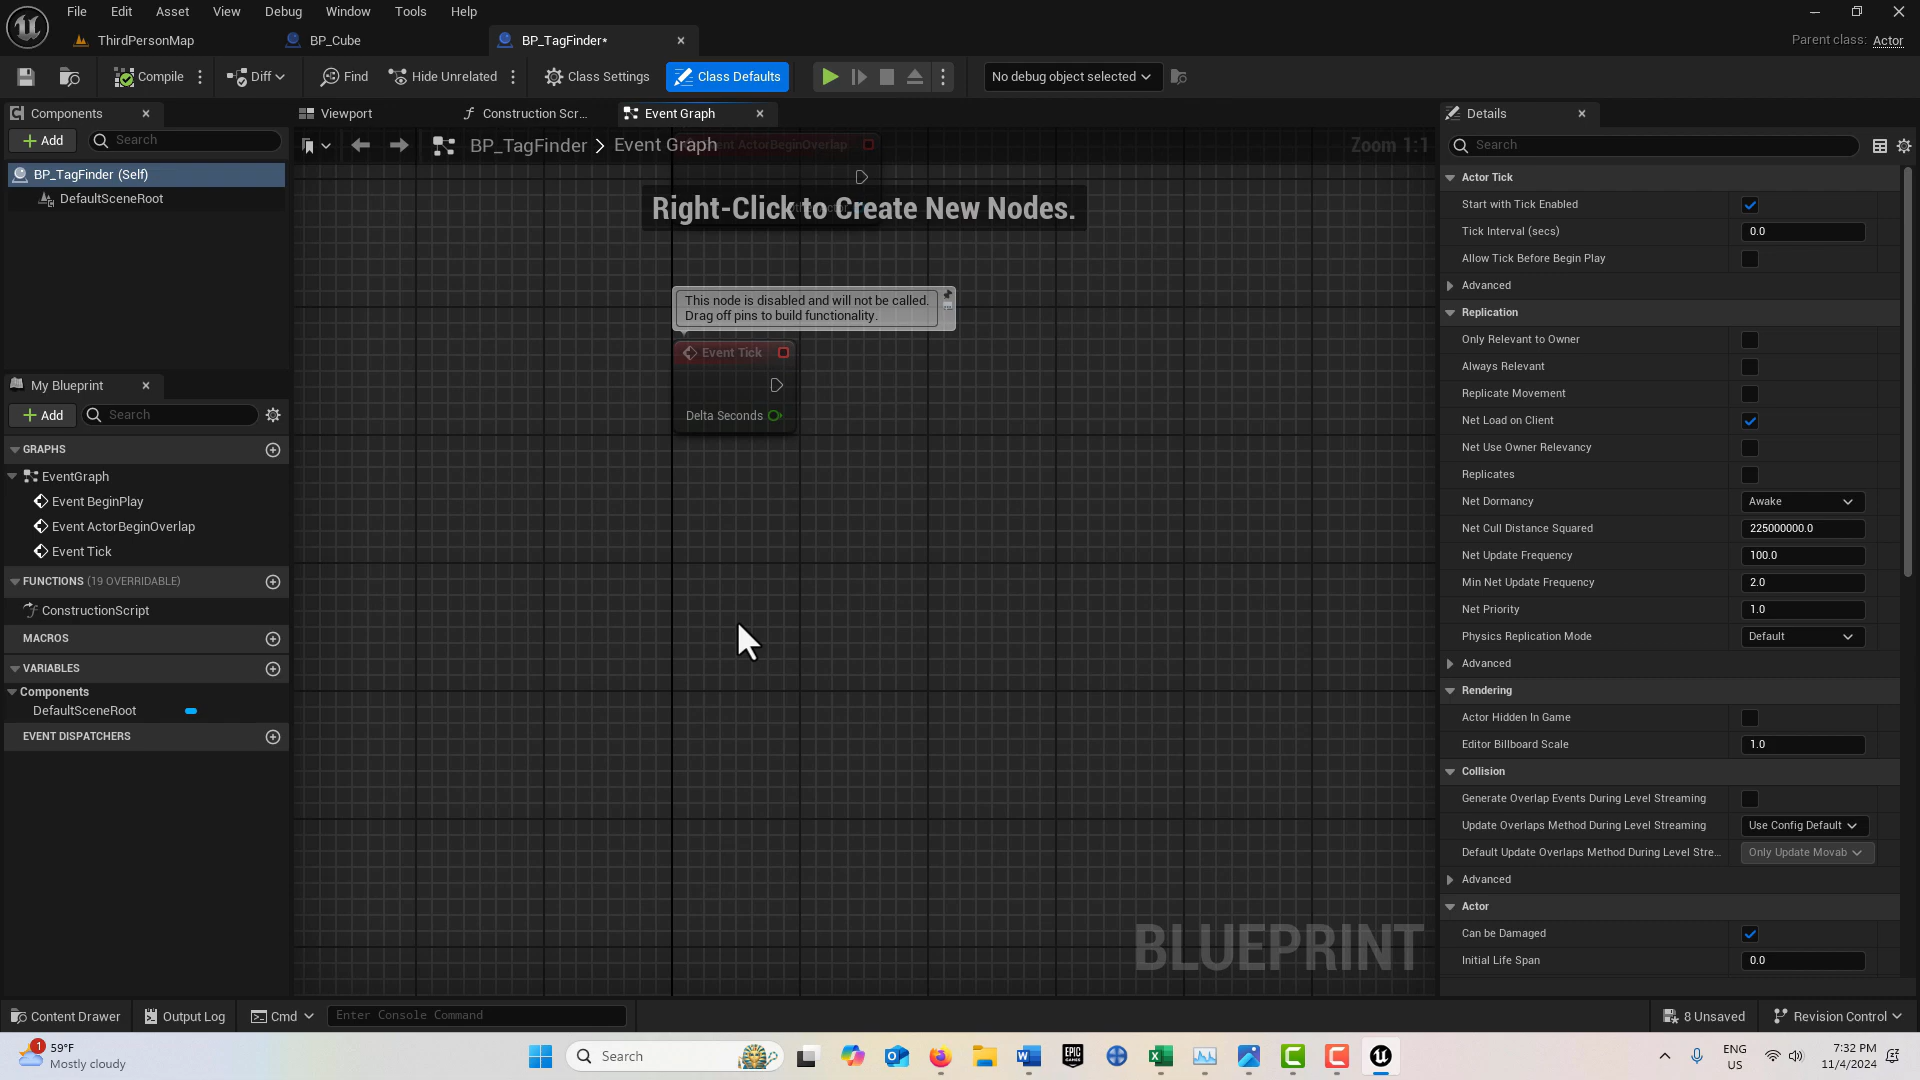 File Edit Asset View Debug Window Tools Help
ThirdPersonMap BP_Cube BP_TagFinder* Parent class: Actor
Compile Diff Find Hide Unrelated Class Settings Class Defaults No debug object selected
Components
Add Search
BP_TagFinder (Self)
DefaultSceneRoot
My Blueprint
Add Search
GRAPHS
EventGraph
Event BeginPlay
Event ActorBeginOverlap
Event Tick
FUNCTIONS (19 OVERRIDABLE)
ConstructionScript
MACROS
VARIABLES
Components
DefaultSceneRoot
EVENT DISPATCHERS
Viewport Construction Scr... Event Graph
BP_TagFinder > Event Graph Zoom 1:1
ActorBeginOverlap
Right-Click to Create New Nodes.
This node is disabled and will not be called.
Drag off pins to build functionality.
Event Tick
Delta Seconds
BLUEPRINT
Details
Search
Actor Tick
Start with Tick Enabled
Tick Interval (secs) 0.0
Allow Tick Before Begin Play
Advanced
Replication
Only Relevant to Owner
Always Relevant
Replicate Movement
Net Load on Client
Net Use Owner Relevancy
Replicates
Net Dormancy Awake
Net Cull Distance Squared 225000000.0
Net Update Frequency 100.0
Min Net Update Frequency 2.0
Net Priority 1.0
Physics Replication Mode Default
Advanced
Rendering
Actor Hidden In Game
Editor Billboard Scale 1.0
Collision
Generate Overlap Events During Level Streaming
Update Overlaps Method During Level Streaming Use Config Default
Default Update Overlaps Method During Level Stre... Only Update Movab
Advanced
Actor
Can be Damaged
Initial Life Span 0.0
Content Drawer Output Log Cmd Enter Console Command 8 Unsaved Revision Control
1 59°F
Mostly cloudy
Search
EPIC GAMES
ENG
US
7:32 PM
11/4/2024